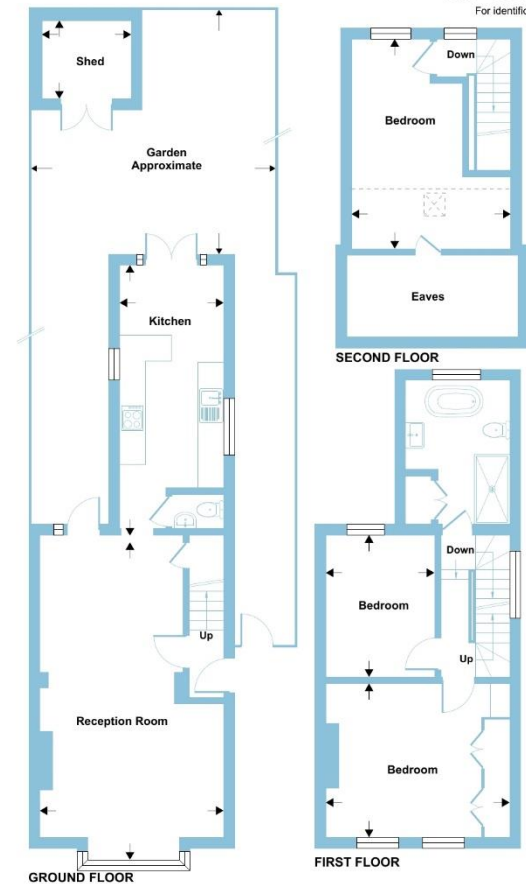 For identific
Shed
Garden
Approximate
Kitchen
Up
Reception Room
GROUND FLOOR
Down
Bedroom
Eaves
SECOND FLOOR
Down
Bedroom
Up
Bedroom
FIRST FLOOR